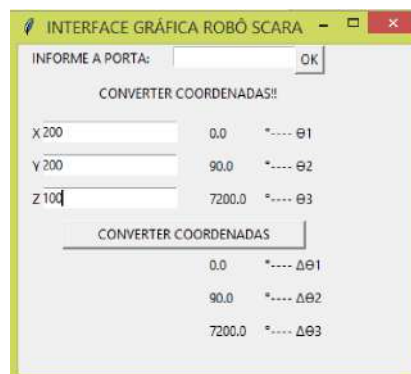 INTERFACE GRÁFICA ROBÔ SCARA
INFORME A PORTA: OK
CONVERTER COORDENADAS!!
X 200 0.0 °---- Θ1
Y 200 90.0 °---- Θ2
Z 100 7200.0 °---- Θ3
CONVERTER COORDENADAS
0.0 °---- ΔΘ1
90.0 °---- ΔΘ2
7200.0 °---- ΔΘ3